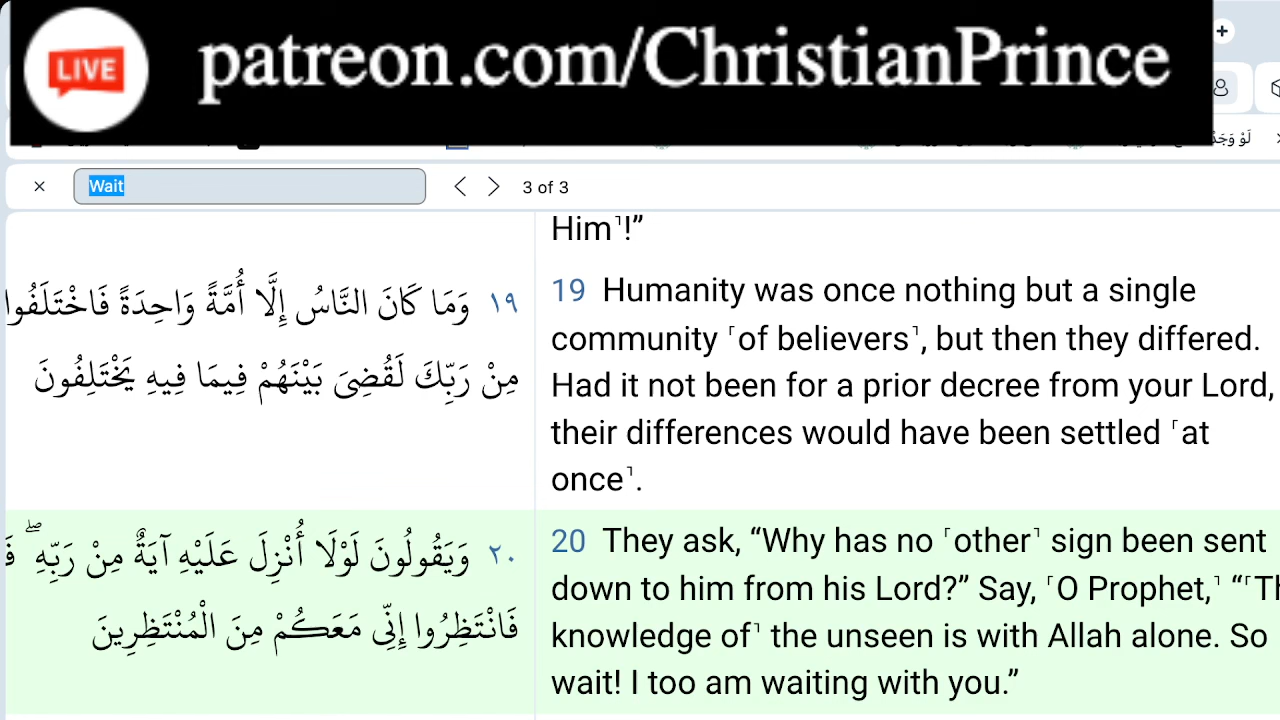 LIVE
patreon.com/ChristianPrince
Wait
3 of 3
Him⌝!”
١٩ وَمَا كَانَ النَّاسُ إِلَّا أُمَّةً وَاحِدَةً فَاخْتَلَفُوا
مِنْ رَبِّكَ لَقُضِىَ بَيْنَهُمْ فِيمَا فِيهِ يَخْتَلِفُونَ
19 Humanity was once nothing but a single
community ⌜of believers⌝, but then they differed.
Had it not been for a prior decree from your Lord,
their differences would have been settled ⌜at
once⌝.
٢٠ وَيَقُولُونَ لَوْلَا أُنْزِلَ عَلَيْهِ آيَةٌ مِنْ رَبِّهِ ۖ
فَانْتَظِرُوا إِنِّى مَعَكُمْ مِنَ الْمُنْتَظِرِينَ
20 They ask, “Why has no ⌜other⌝ sign been sent
down to him from his Lord?” Say, ⌜O Prophet,⌝ “⌜Th
knowledge of⌝ the unseen is with Allah alone. So
wait! I too am waiting with you.”